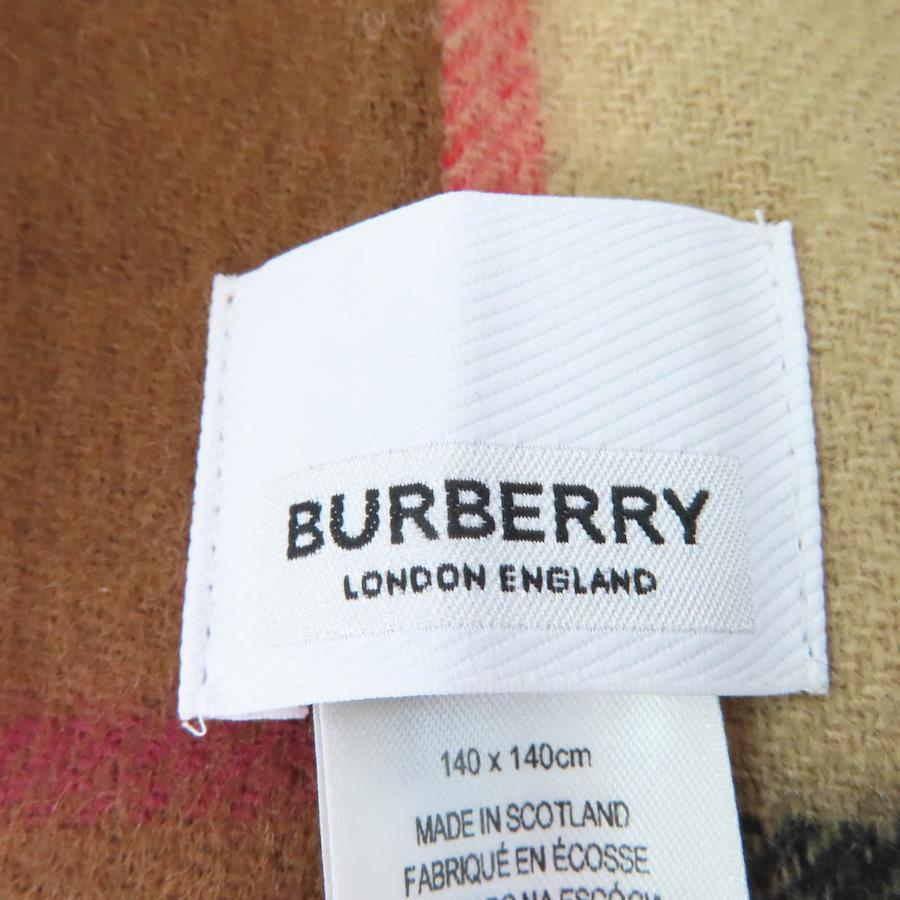 BURBERRY
LONDON ENGLAND
140 x 140cm
MADE IN SCOTLAND
FABRIQUÉ EN ÉCOSSE